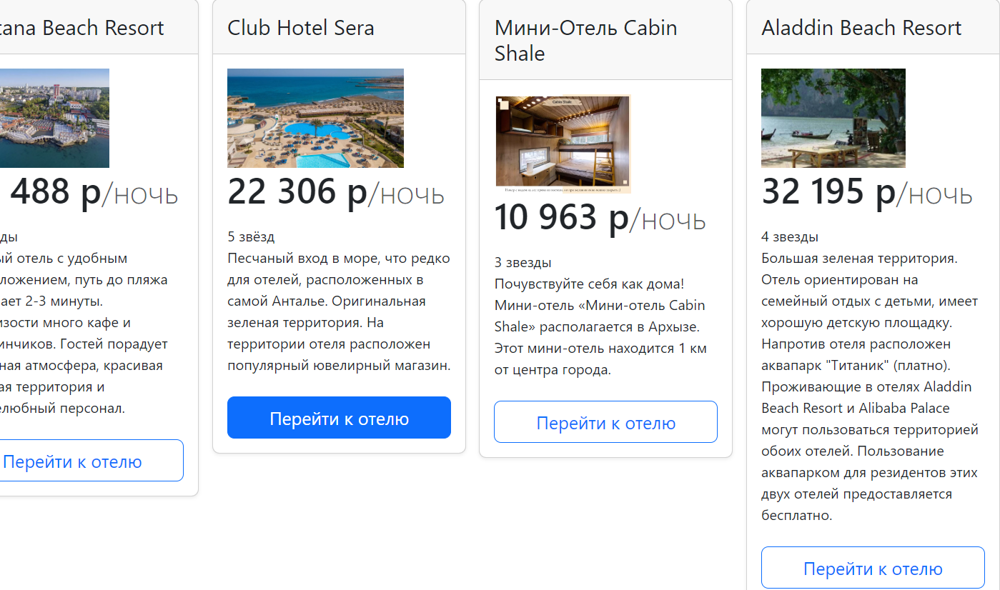 tana Beach Resort
488 р/ночь
ды
ый отель с удобным
ложением, путь до пляжа
ает 2-3 минуты.
изости много кафе и
инчиков. Гостей порадует
ная атмосфера, красивая
ая территория и
елюбный персонал.
Перейти к отелю
Club Hotel Sera
22 306 р/ночь
5 звёзд
Песчаный вход в море, что редко
для отелей, расположенных в
самой Анталье. Оригинальная
зеленая территория. На
территории отеля расположен
популярный ювелирный магазин.
Перейти к отелю
Мини-Отель Cabin
Shale
Cabin Shale
10 963 р/ночь
3 звезды
Почувствуйте себя как дома!
Мини-отель «Мини-отель Cabin
Shale» располагается в Архызе.
Этот мини-отель находится 1 км
от центра города.
Перейти к отелю
Aladdin Beach Resort
32 195 р/ночь
4 звезды
Большая зеленая территория.
Отель ориентирован на
семейный отдых с детьми, имеет
хорошую детскую площадку.
Напротив отеля расположен
аквапарк "Титаник" (платно).
Проживающие в отелях Aladdin
Beach Resort и Alibaba Palace
могут пользоваться территорией
обоих отелей. Пользование
аквапарком для резидентов этих
двух отелей предоставляется
бесплатно.
Перейти к отелю